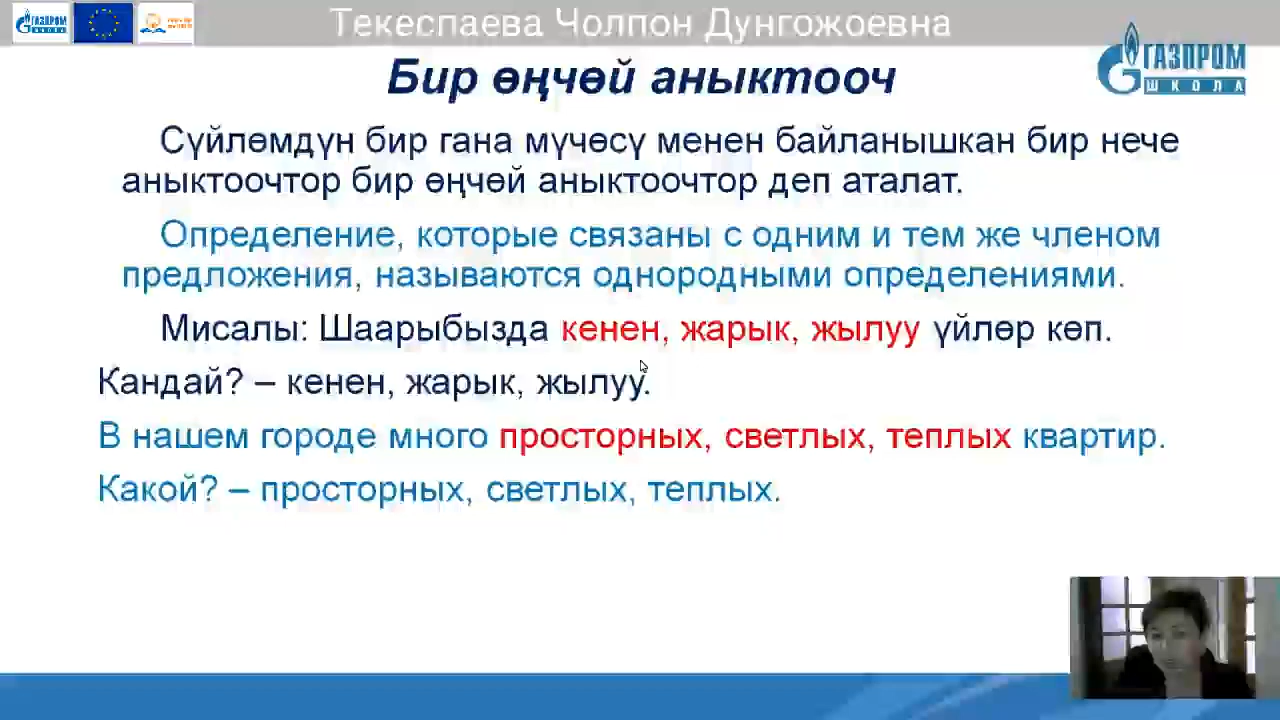 Текеспаева Чолпон Дунгожоевна
ГАЗПРОМ
ШКОЛА
Бир өңчөй аныктооч
Сүйлөмдүн бир гана мүчөсү менен байланышкан бир нече
аныктоочтор бир өңчөй аныктоочтор деп аталат.
Определение, которые связаны с одним и тем же членом
предложения, называются однородными определениями.
Мисалы: Шаарыбызда кенен, жарык, жылуу үйлөр көп.
Кандай? – кенен, жарык, жылуу.
В нашем городе много просторных, светлых, теплых квартир.
Какой? – просторных, светлых, теплых.